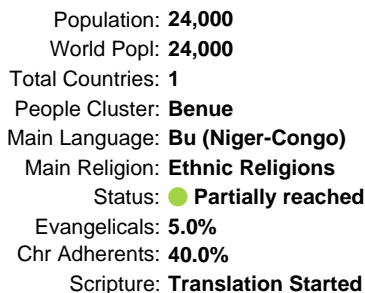 Population: 24,000
World Popl: 24,000
Total Countries: 1
People Cluster: Benue
Main Language: Bu (Niger-Congo)
Main Religion: Ethnic Religions
Status: Partially reached
Evangelicals: 5.0%
Chr Adherents: 40.0%
Scripture: Translation Started